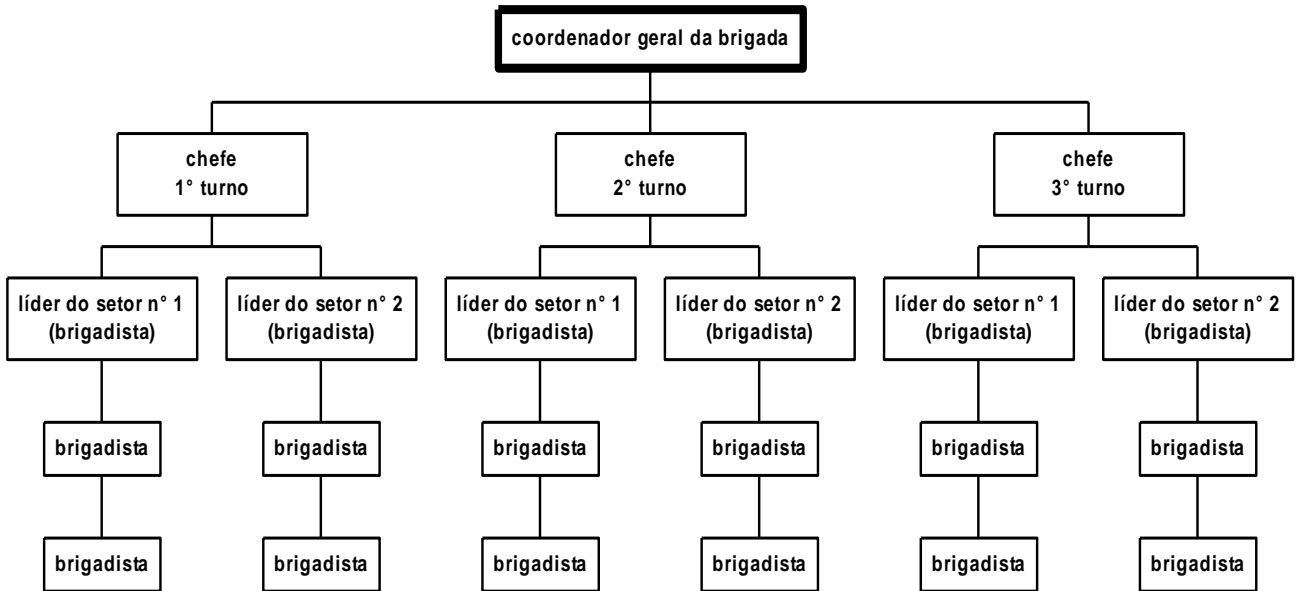 coordenador geral da brigada
chefe
1° turno
chefe
2° turno
chefe
3° turno
líder do setor n° 1
(brigadista)
líder do setor n° 2
(brigadista)
líder do setor n° 1
(brigadista)
líder do setor n° 2
(brigadista)
líder do setor n° 1
(brigadista)
líder do setor n° 2
(brigadista)
brigadista
brigadista
brigadista
brigadista
brigadista
brigadista
brigadista
brigadista
brigadista
brigadista
brigadista
brigadista